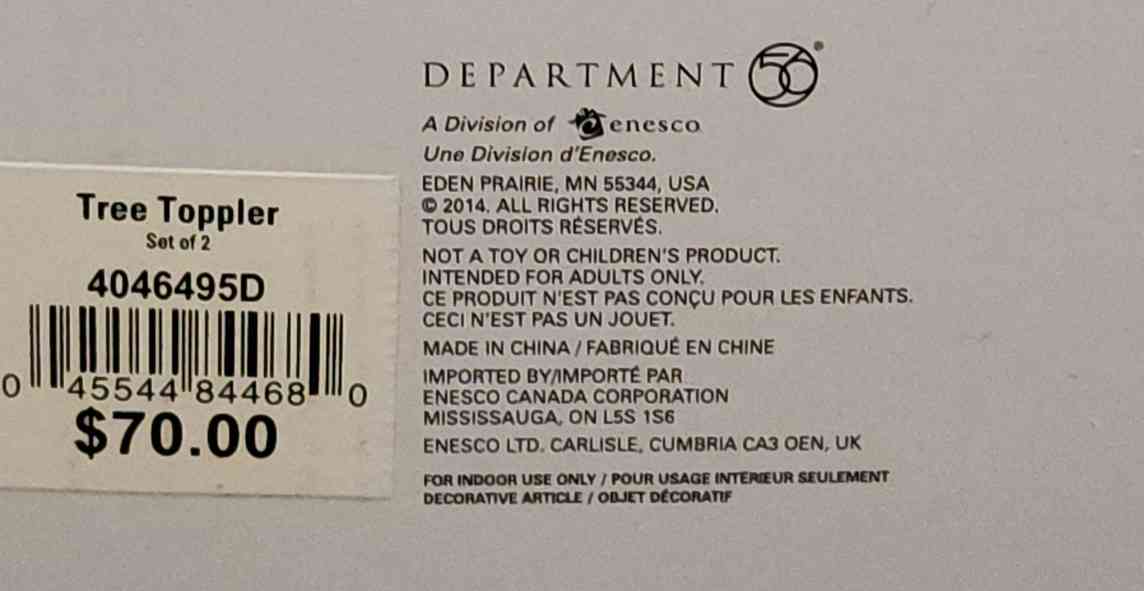 DEPARTMENT 56®
A Division of enesco
Une Division d'Enesco.
EDEN PRAIRIE, MN 55344, USA
© 2014. ALL RIGHTS RESERVED.
TOUS DROITS RÉSERVÉS.
NOT A TOY OR CHILDREN'S PRODUCT.
INTENDED FOR ADULTS ONLY.
CE PRODUIT N'EST PAS CONÇU POUR LES ENFANTS.
CECI N'EST PAS UN JOUET.
MADE IN CHINA / FABRIQUÉ EN CHINE
IMPORTED BY/IMPORTÉ PAR
ENESCO CANADA CORPORATION
MISSISSAUGA, ON L5S 1S6
ENESCO LTD. CARLISLE, CUMBRIA CA3 OEN, UK
FOR INDOOR USE ONLY / POUR USAGE INTÉRIEUR SEULEMENT
DECORATIVE ARTICLE / OBJET DÉCORATIF
Tree Toppler
Set of 2
4046495D
0 45544 84468 0
$70.00